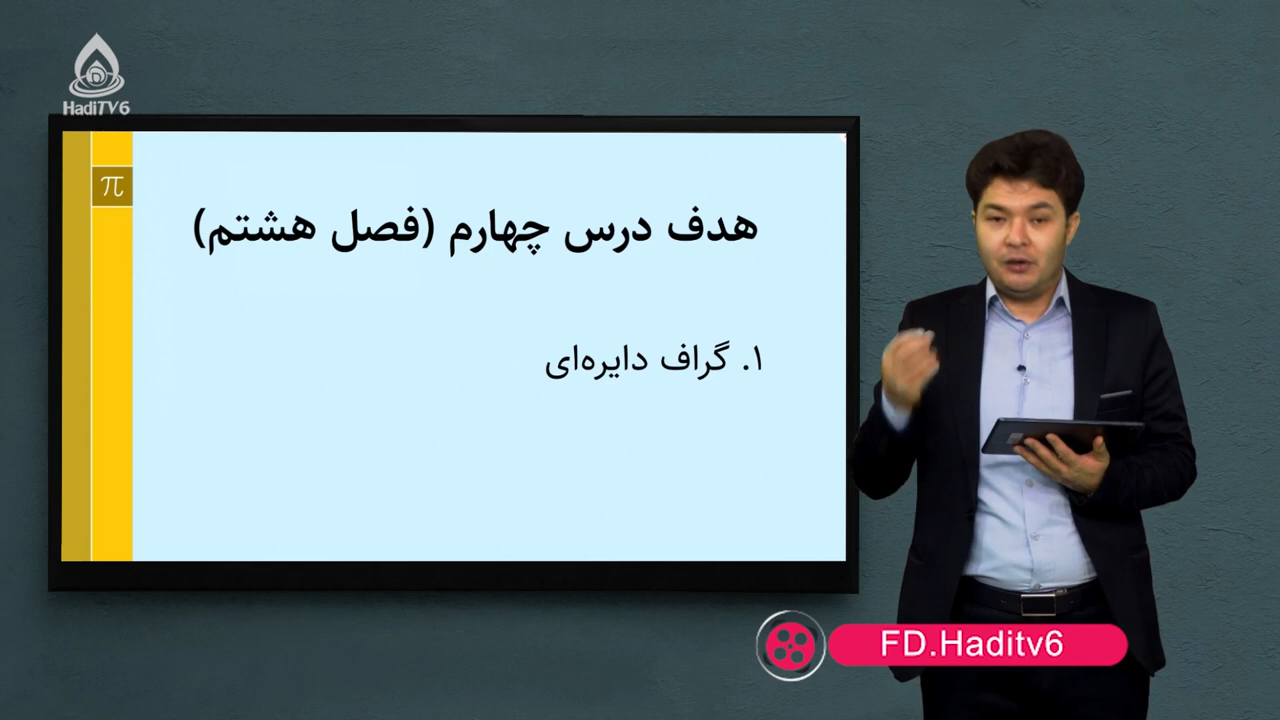 HadiTV6
π
هدف درس چهارم (فصل هشتم)
۱. گراف دایره‌ای
FD.Haditv6